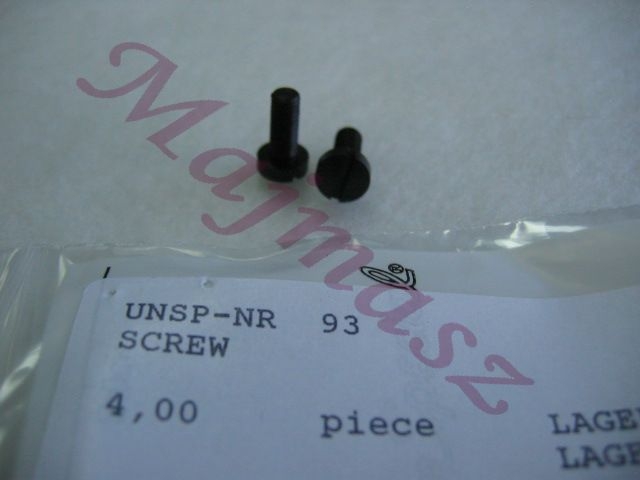 Majmasz
®
UNSP-NR 93
SCREW
4,00 piece LAGE
LAGE